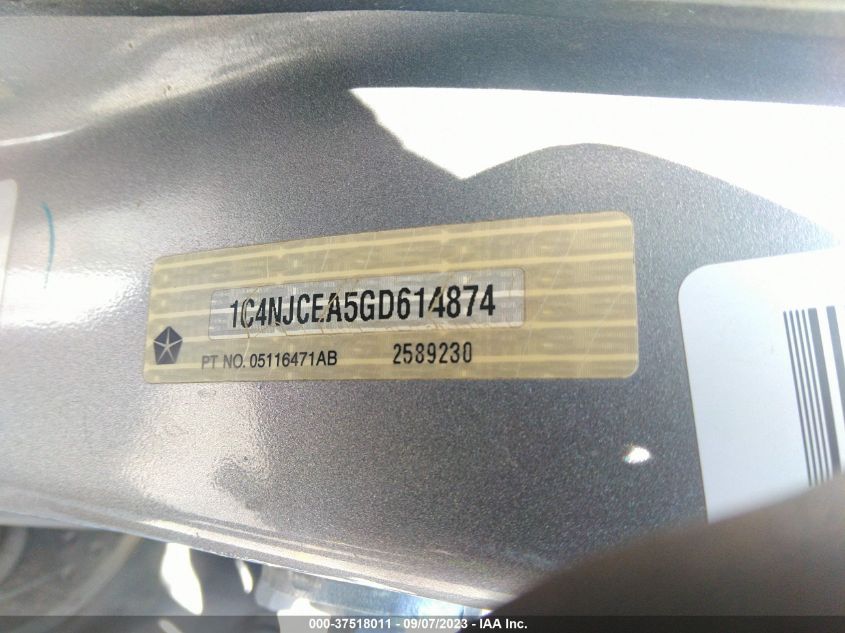 1C4NJCEA5GD614874
PT NO. 05116471AB 2589230
000-37518011 - 09/07/2023 - IAA Inc.